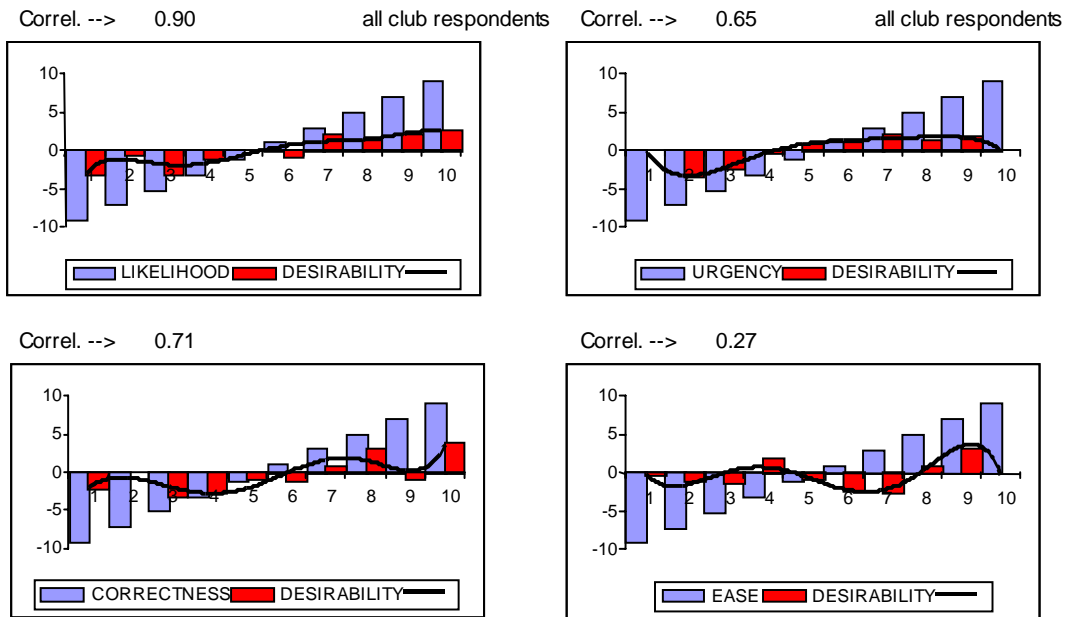 Correl. --> 0.90 all club respondents
10
5
0
-5
-10
1 2 3 4 5 6 7 8 9 10
LIKELIHOOD DESIRABILITY
Correl. --> 0.65 all club respondents
10
5
0
-5
-10
1 2 3 4 5 6 7 8 9 10
URGENCY DESIRABILITY
Correl. --> 0.71
10
5
0
-5
-10
1 2 3 4 5 6 7 8 9 10
CORRECTNESS DESIRABILITY
Correl. --> 0.27
10
5
0
-5
-10
1 2 3 4 5 6 7 8 9 10
EASE DESIRABILITY